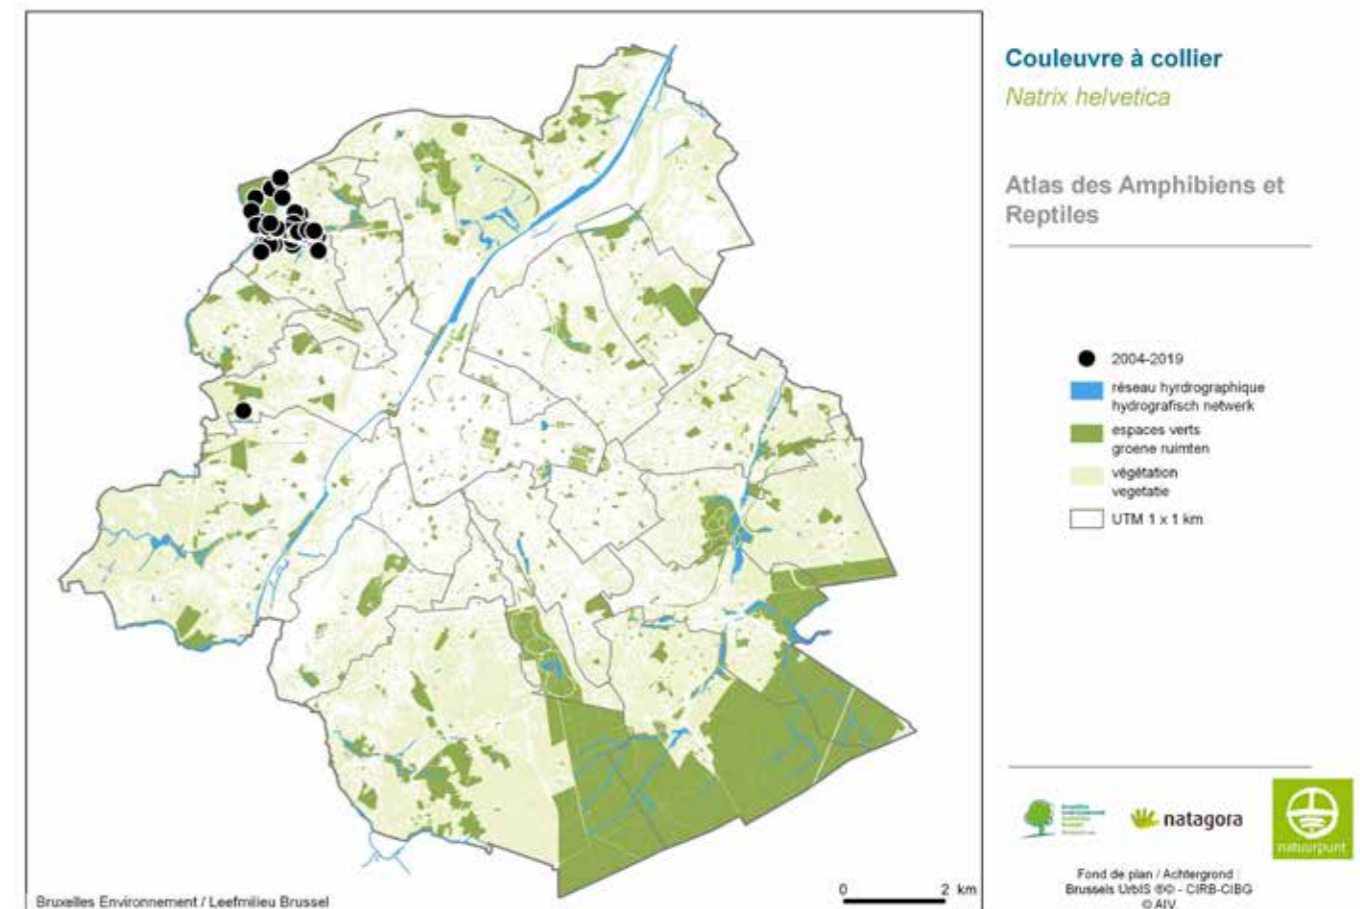 Couleuvre à collier
Natrix helvetica
Atlas des Amphibiens et
Reptiles
2004-2019
réseau hyrdrographique
hydrografisch netwerk
espaces verts
groene ruimten
végétation
vegetatie
UTM 1 x 1 km
natagora
natuurpunt
Fond de plan / Achtergrond :
Brussels UrbIS ®© - CIRB-CIBG
© AIV
0 2 km
Bruxelles Environnement / Leefmilieu Brussel